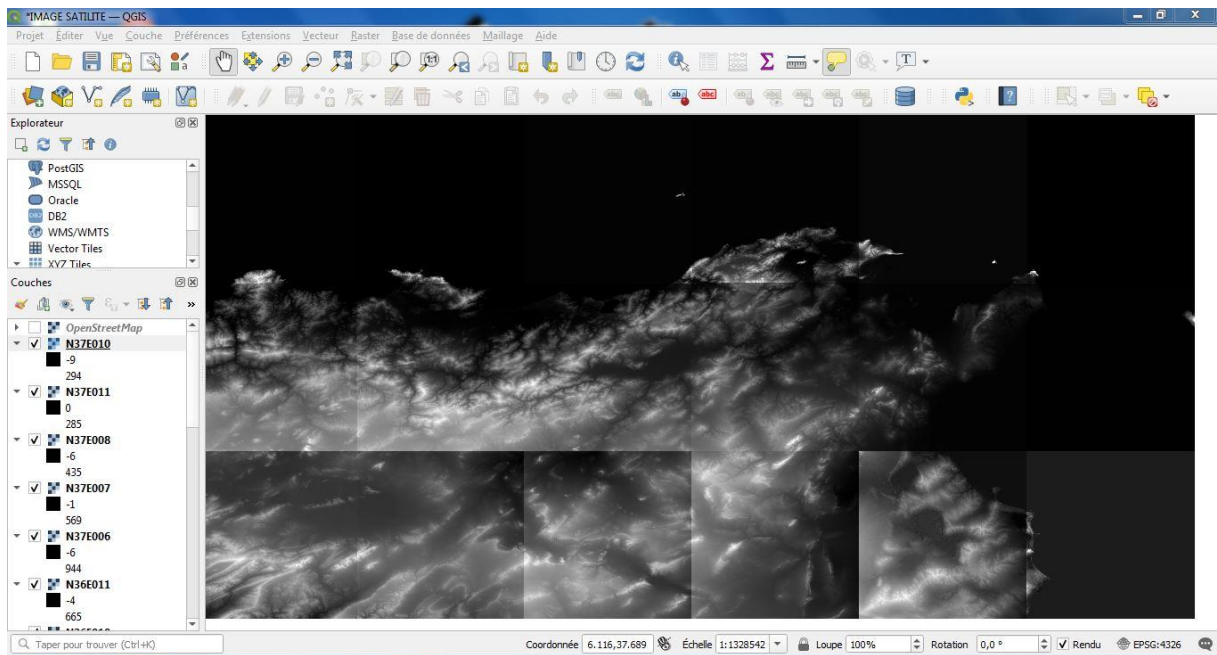 *IMAGE SATILITE — QGIS
Projet Éditer Vue Couche Préférences Extensions Vecteur Raster Base de données Maillage Aide
Explorateur
PostGIS
MSSQL
Oracle
DB2
WMS/WMTS
Vector Tiles
XYZ Tiles
Couches
OpenStreetMap
N37E010
-9
294
N37E011
0
285
N37E008
-6
435
N37E007
-1
569
N37E006
-6
944
N36E011
-4
665
Taper pour trouver (Ctrl+K) Coordonnée 6.116,37.689 Échelle 1:1328542 Loupe 100% Rotation 0,0 ° Rendu EPSG:4326